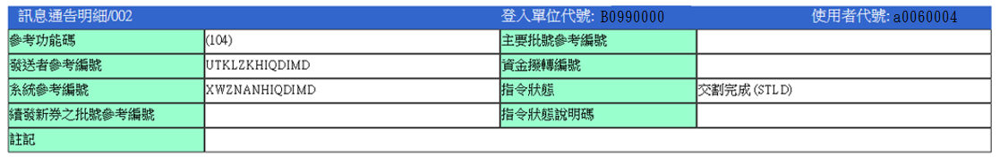 訊息通告明細/002 登入單位代號: B0990000 使用者代號: a0060004
參考功能碼 (104) 主要批號參考編號
發送者參考編號 UTKLZKHIQDIMD 資金撥轉編號
系統參考編號 XWZNANHIQDIMD 指令狀態 交割完成(STLD)
續發新券之批號參考編號 指令狀態說明碼
註記